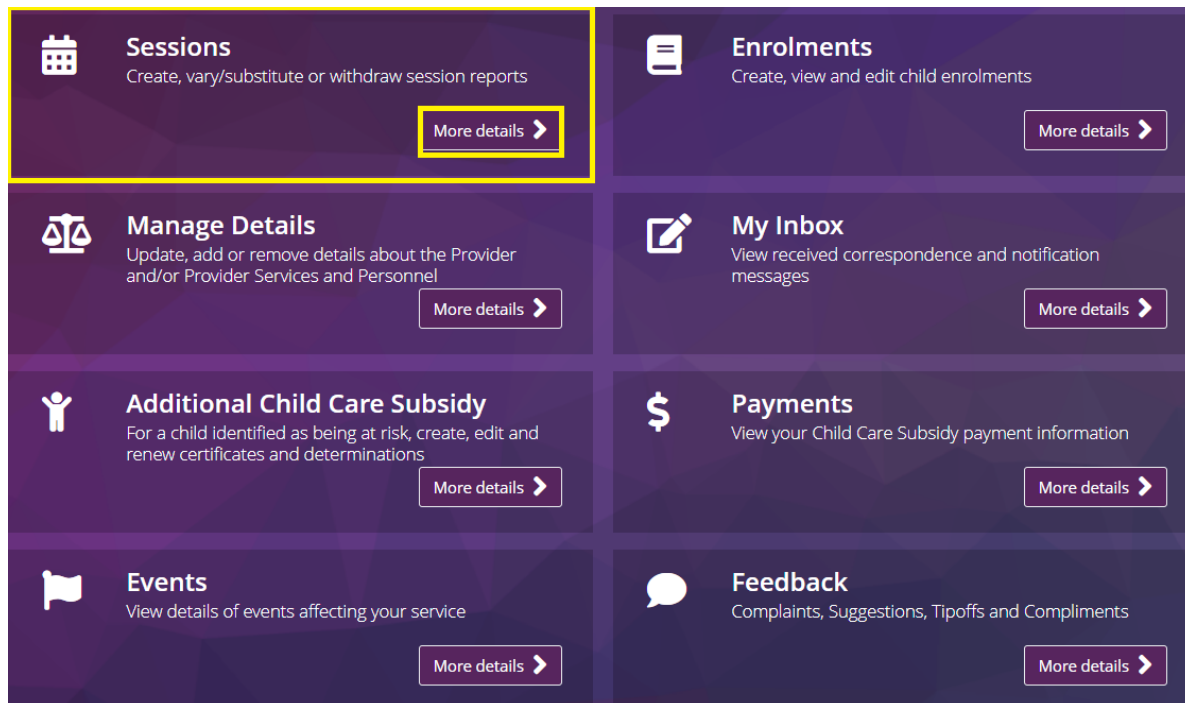 Sessions
Create, vary/substitute or withdraw session reports
More details
Enrolments
Create, view and edit child enrolments
More details
Manage Details
Update, add or remove details about the Provider
and/or Provider Services and Personnel
More details
My Inbox
View received correspondence and notification
messages
More details
Additional Child Care Subsidy
For a child identified as being at risk, create, edit and
renew certificates and determinations
More details
Payments
View your Child Care Subsidy payment information
More details
Events
View details of events affecting your service
More details
Feedback
Complaints, Suggestions, Tipoffs and Compliments
More details